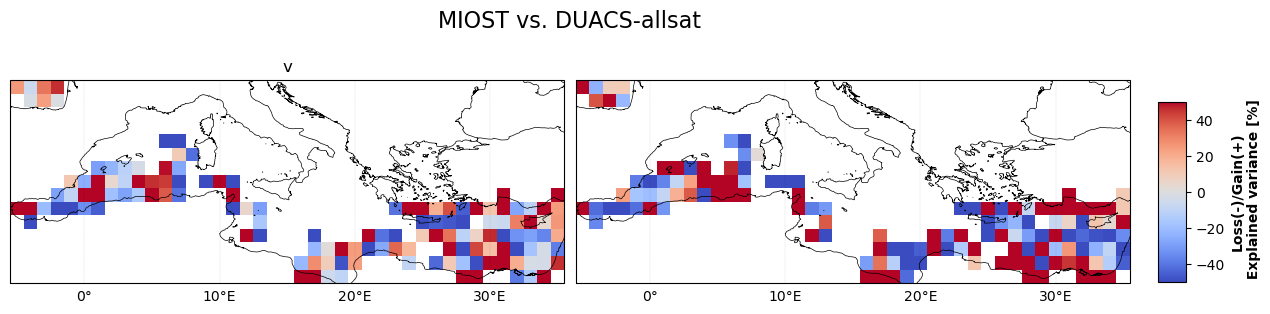 MIOST vs. DUACS-allsat
v
40
20
0
−20
−40
Loss(-)/Gain(+)
Explained variance [%]
0° 10°E 20°E 30°E 0° 10°E 20°E 30°E